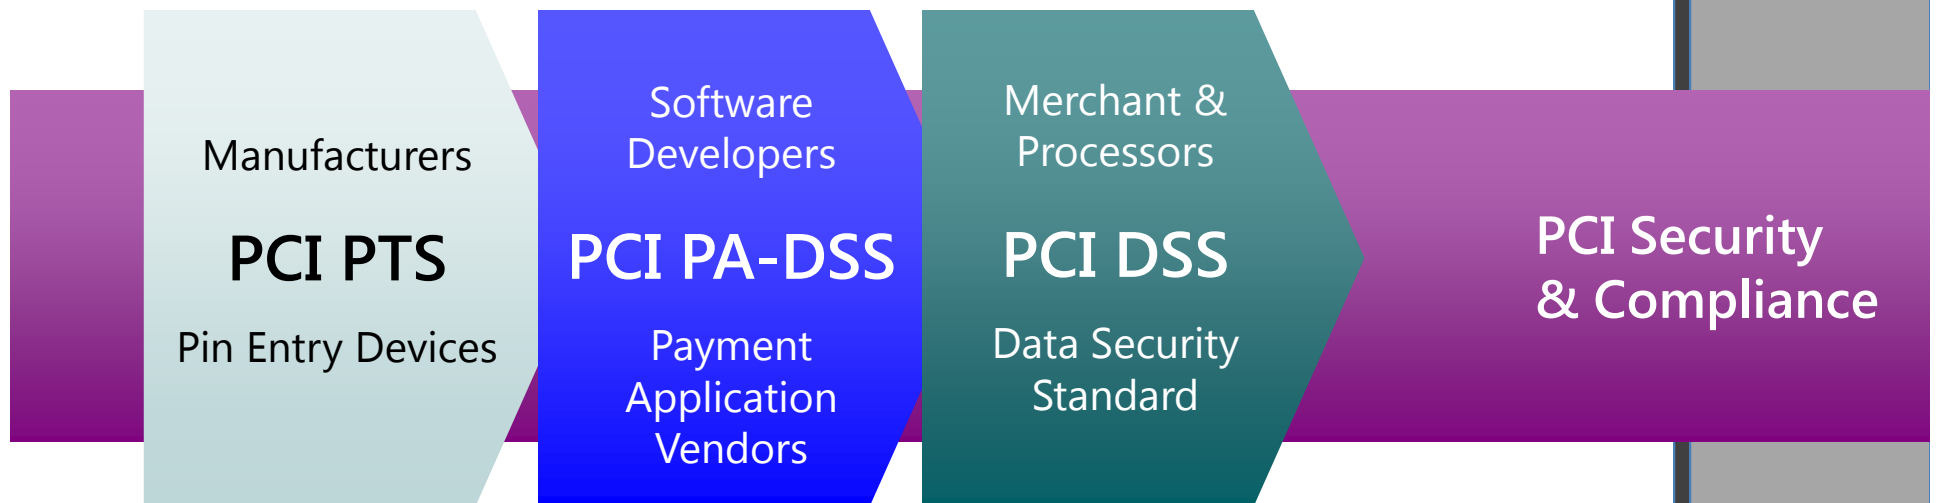 Manufacturers
PCI PTS
Pin Entry Devices
Software
Developers
PCI PA-DSS
Payment
Application
Vendors
Merchant &
Processors
PCI DSS
Data Security
Standard
PCI Security
& Compliance